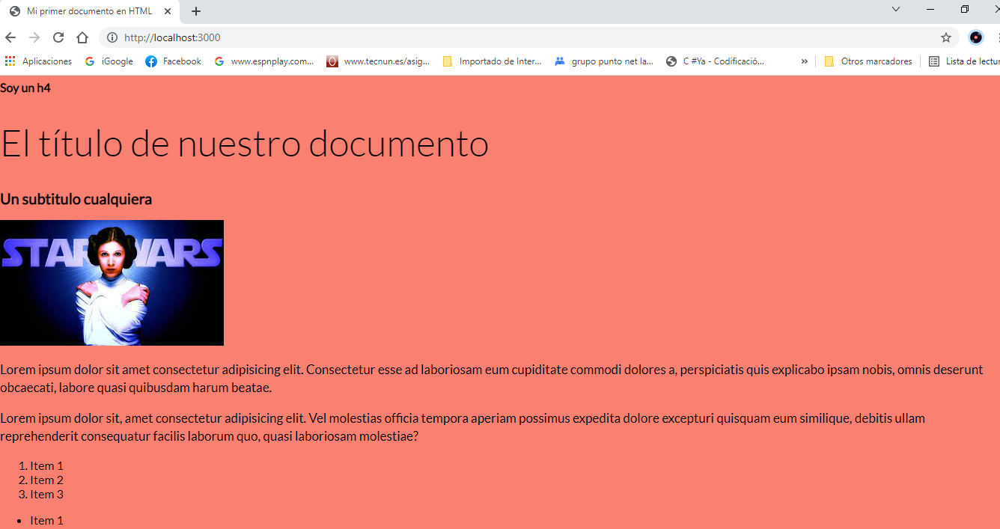 Mi primer documento en HTML
http://localhost:3000
Aplicaciones
iGoogle
Facebook
www.espnplay.com...
www.tecnun.es/asig...
Importado de Inter...
grupo punto net la...
C #Ya - Codificació...
»
Otros marcadores
Lista de lectur
Soy un h4
El título de nuestro documento
Un subtitulo cualquiera
STAR WARS
Lorem ipsum dolor sit amet consectetur adipisicing elit. Consectetur esse ad laboriosam eum cupiditate commodi dolores a, perspiciatis quis explicabo ipsam nobis, omnis deserunt
obcaecati, labore quasi quibusdam harum beatae.
Lorem ipsum dolor sit, amet consectetur adipisicing elit. Vel molestias officia tempora aperiam possimus expedita dolore excepturi quisquam eum similique, debitis ullam
reprehenderit consequatur facilis laborum quo, quasi laboriosam molestiae?
1. Item 1
2. Item 2
3. Item 3
• Item 1